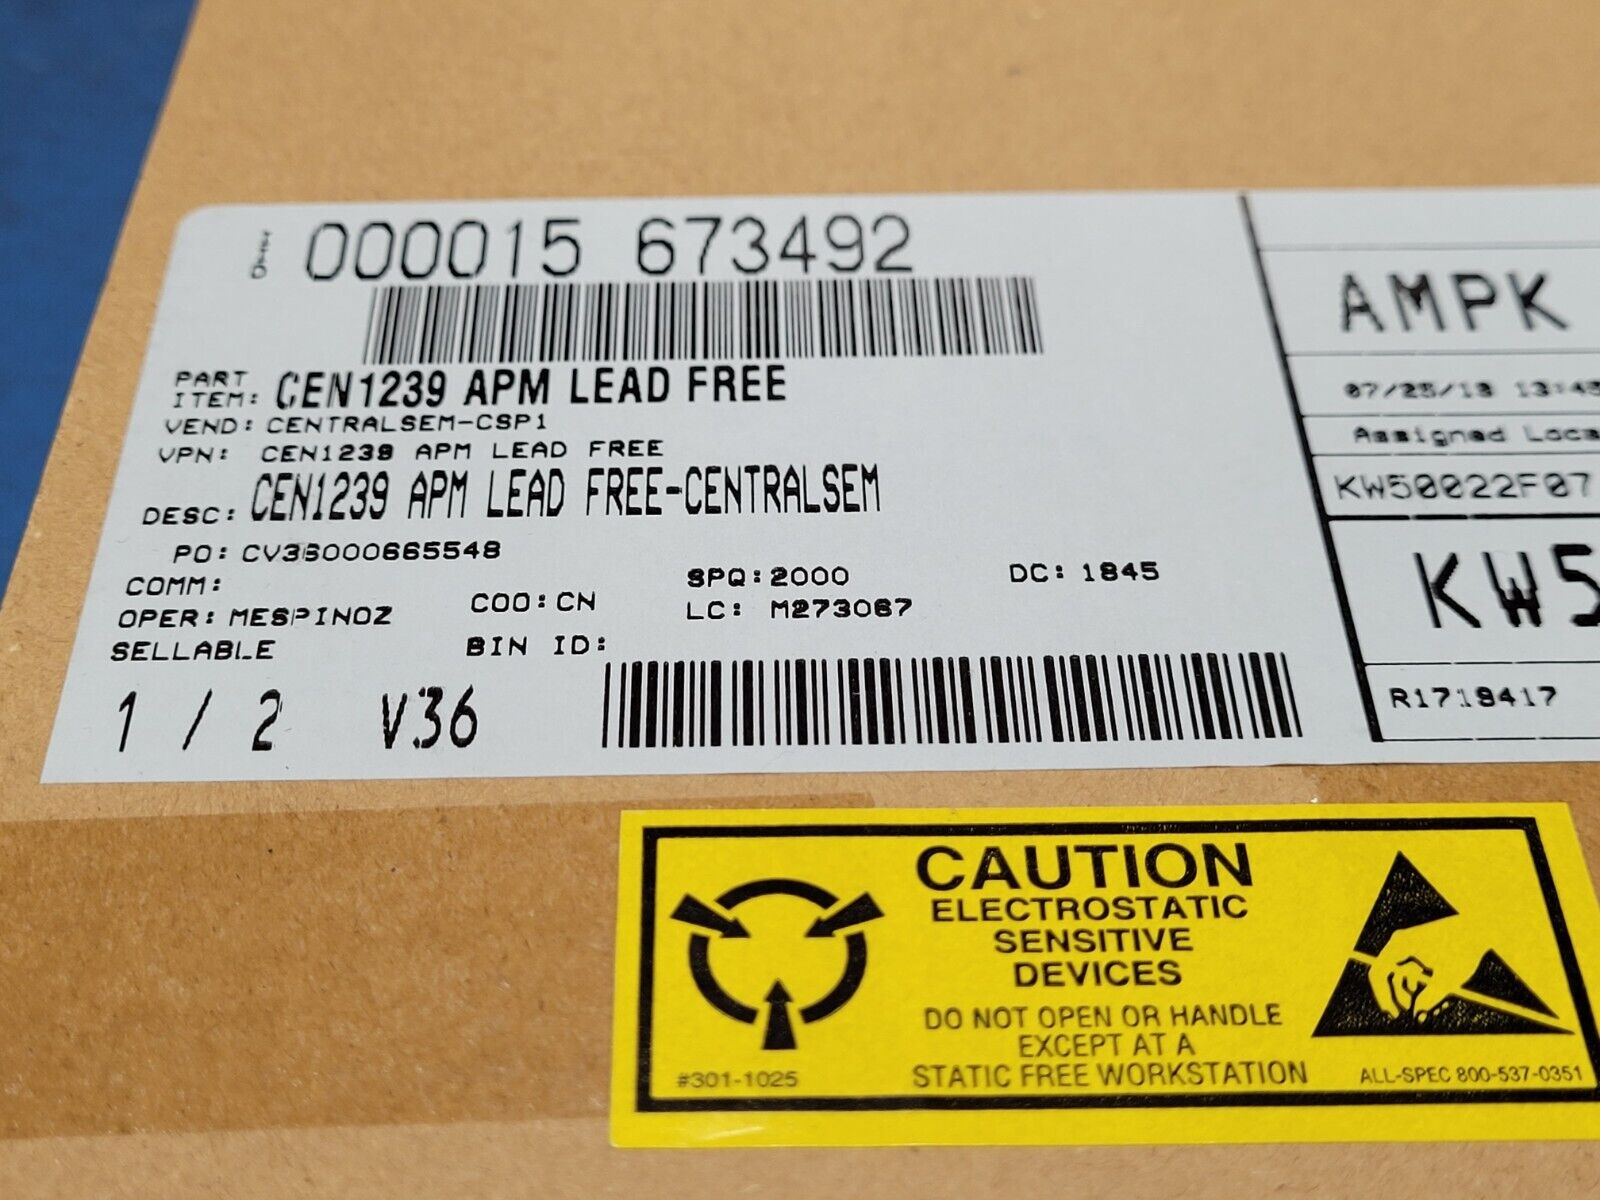 000015 673492
PART
ITEM: CEN1239 APM LEAD FREE
VEND: CENTRALSEM-CSP1
VPN: CEN1239 APM LEAD FREE
DESC: CEN1239 APM LEAD FREE-CENTRALSEM
PO: CV36000665548
COMM:
SPQ: 2000 DC: 1845
OPER: MESPINOZ COO: CN LC: M273067
SELLABLE BIN ID:
1 / 2 V36
AMPK
13:45
Assigned
KW50022F07
KW5
R1718417
CAUTION
ELECTROSTATIC
SENSITIVE
DEVICES
DO NOT OPEN OR HANDLE
EXCEPT AT A
STATIC FREE WORKSTATION
#301-1025
ALL-SPEC 800-537-0351